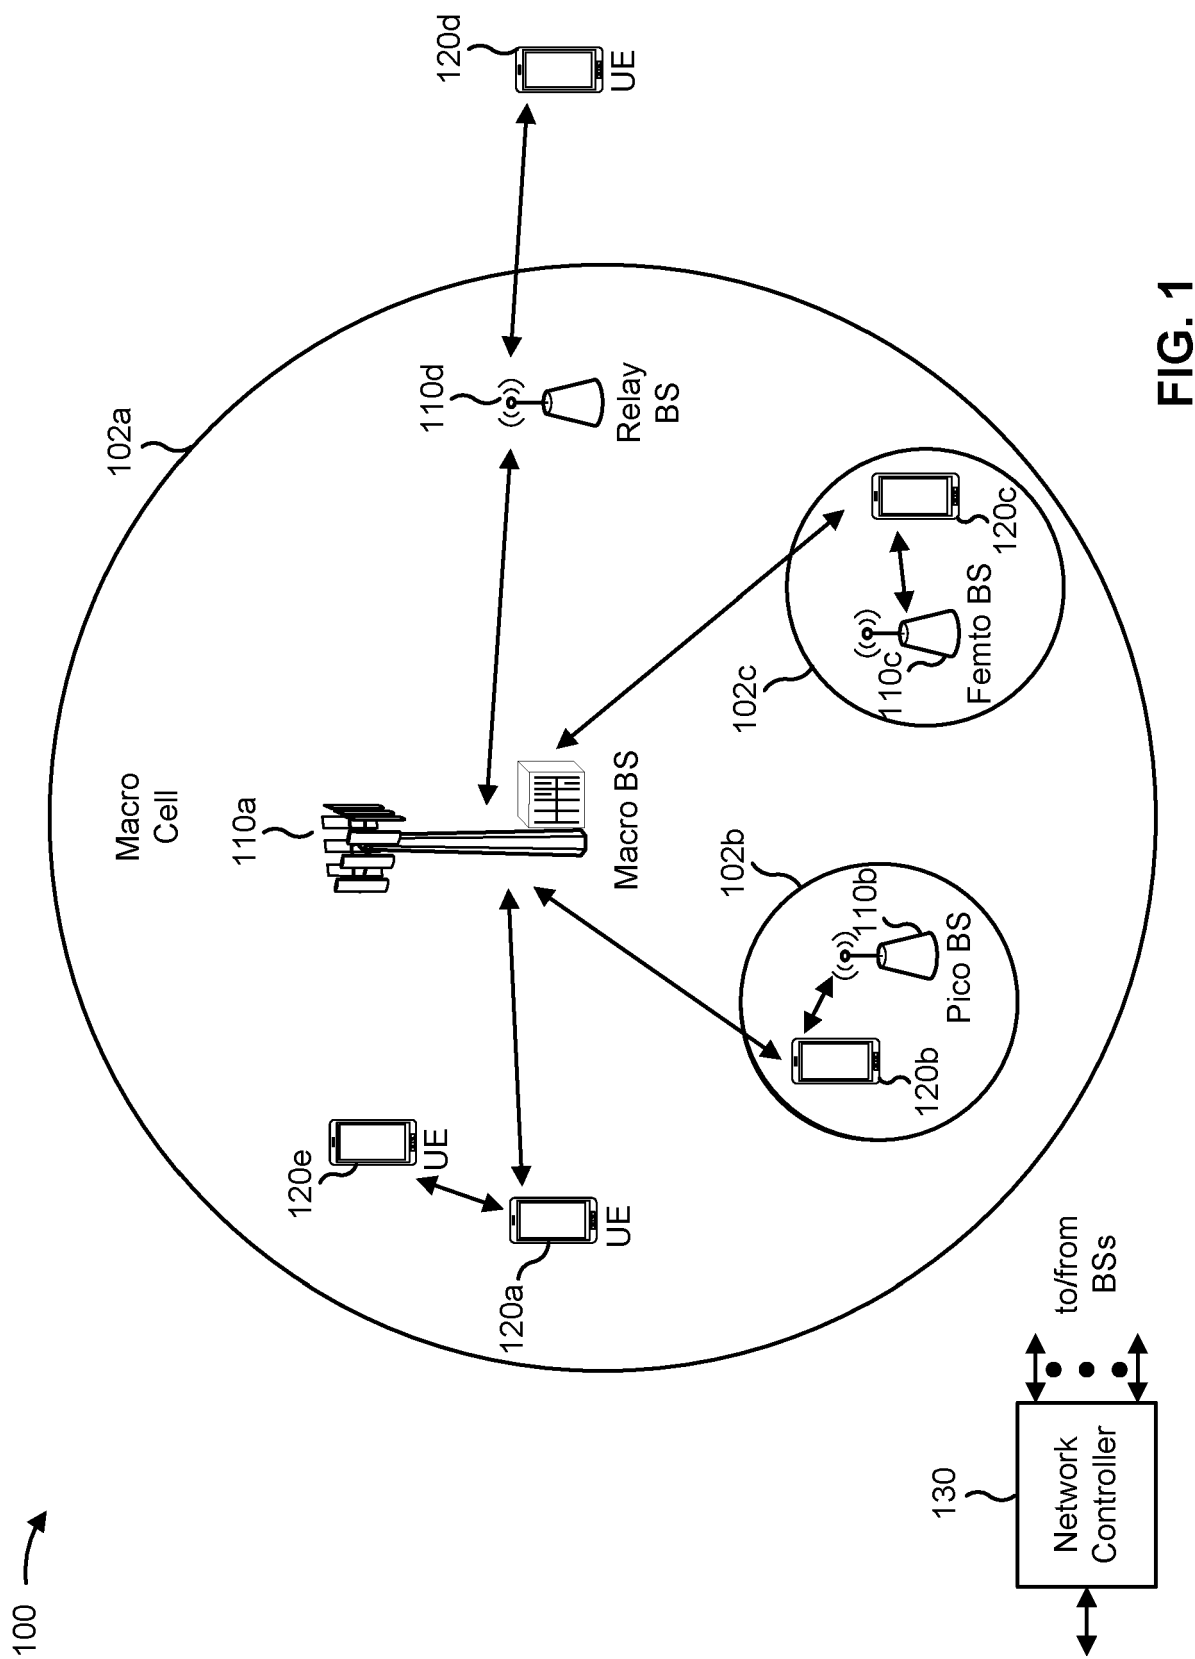 100
102a
Macro
Cell
110a
120e
UE
120a
UE
Macro BS
110d
Relay
BS
120d
UE
102b
110b
Pico BS
120b
102c
110c
Femto BS
120c
130
Network
Controller
to/from
BSs
FIG. 1